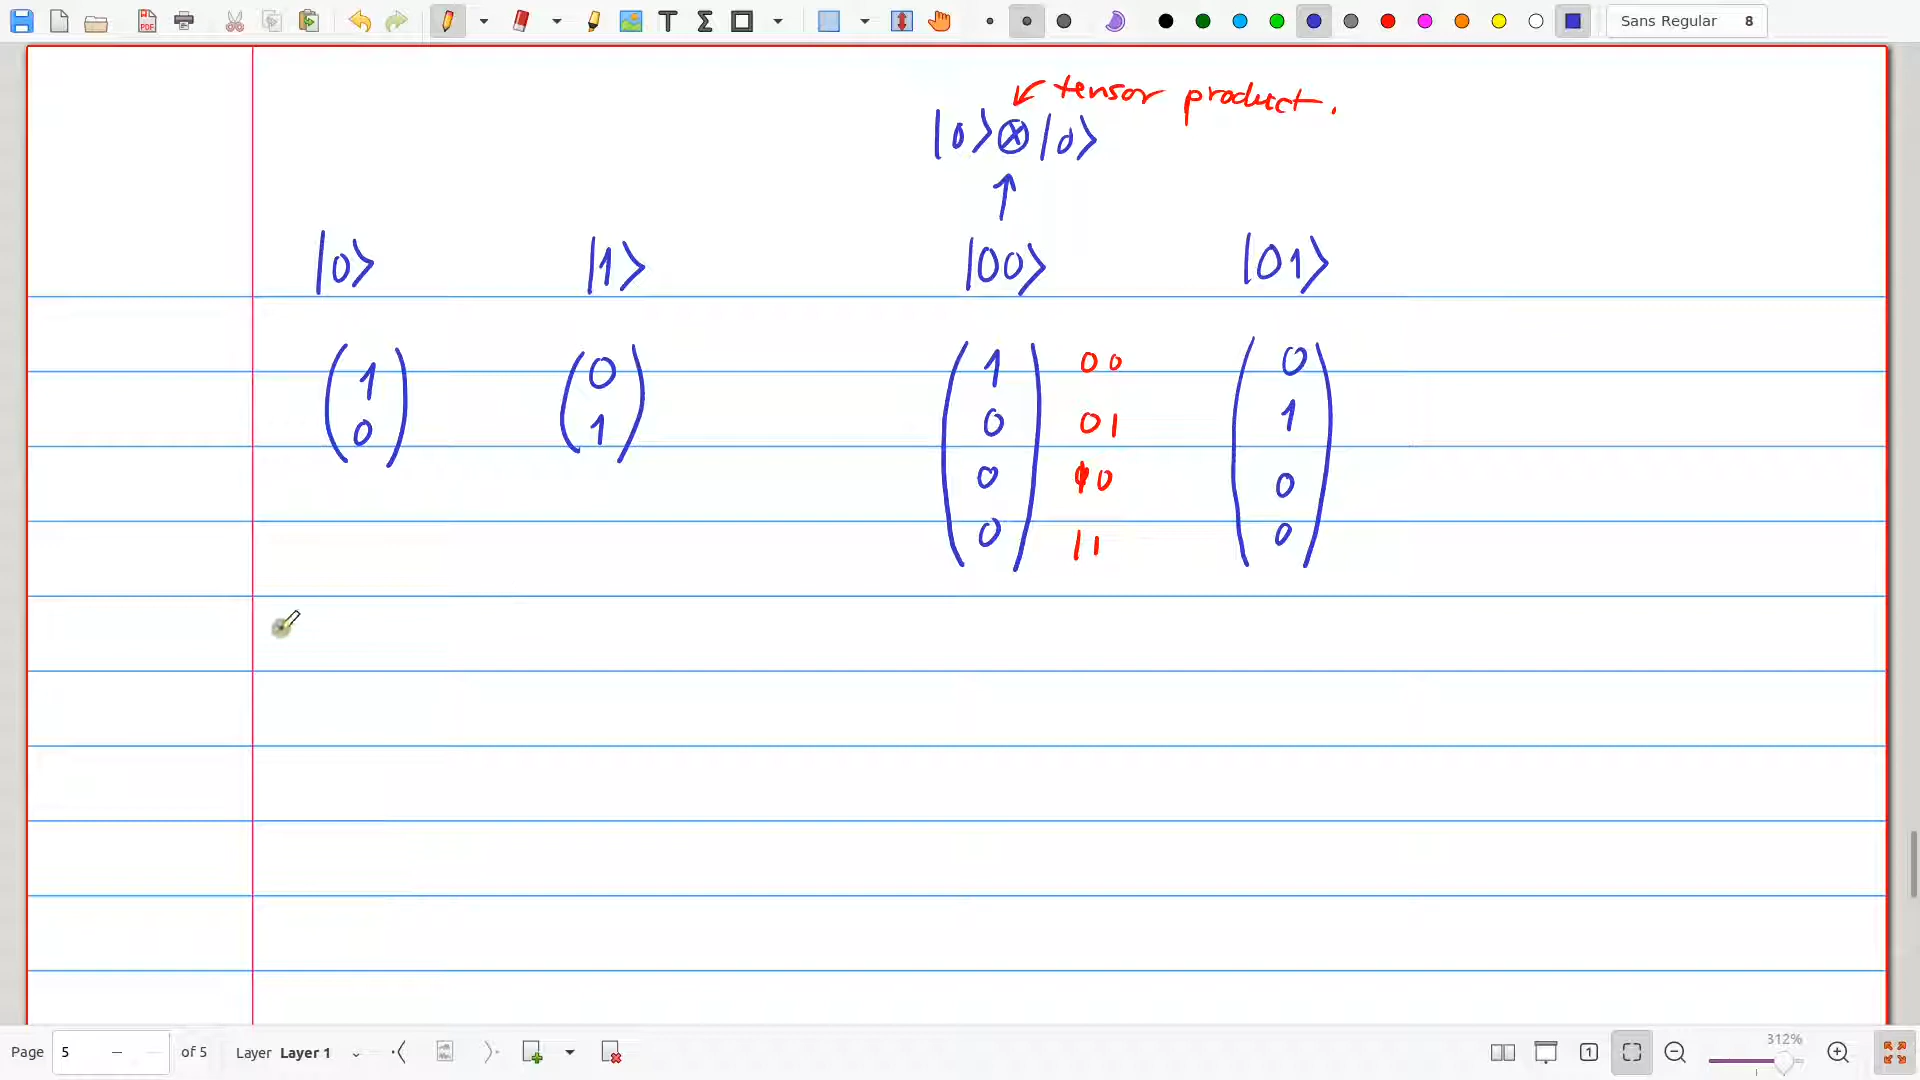 Sans Regular 8
tensor product.
|0⟩⊗|0⟩
↑
|0⟩ |1⟩ |00⟩ |01⟩
1 0 1 00 0
0 1 0 01 1
0 10 0
0 11 0
312%
Page 5 of 5 Layer Layer 1